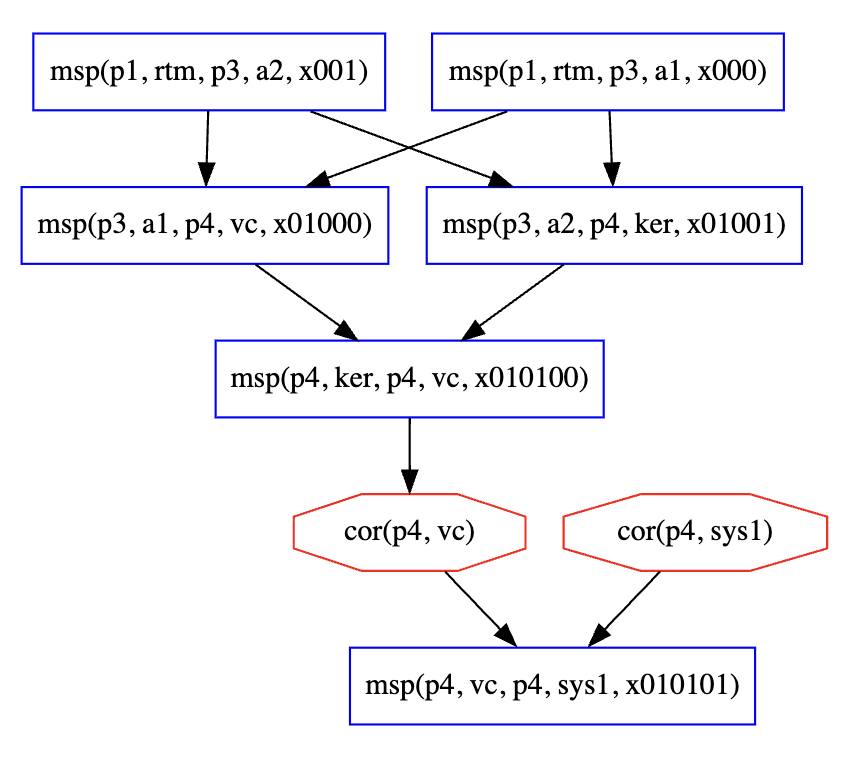 msp(p1, rtm, p3, a2, x001)
msp(p1, rtm, p3, a1, x000)
msp(p3, a1, p4, vc, x01000)
msp(p3, a2, p4, ker, x01001)
msp(p4, ker, p4, vc, x010100)
cor(p4, vc)
cor(p4, sys1)
msp(p4, vc, p4, sys1, x010101)